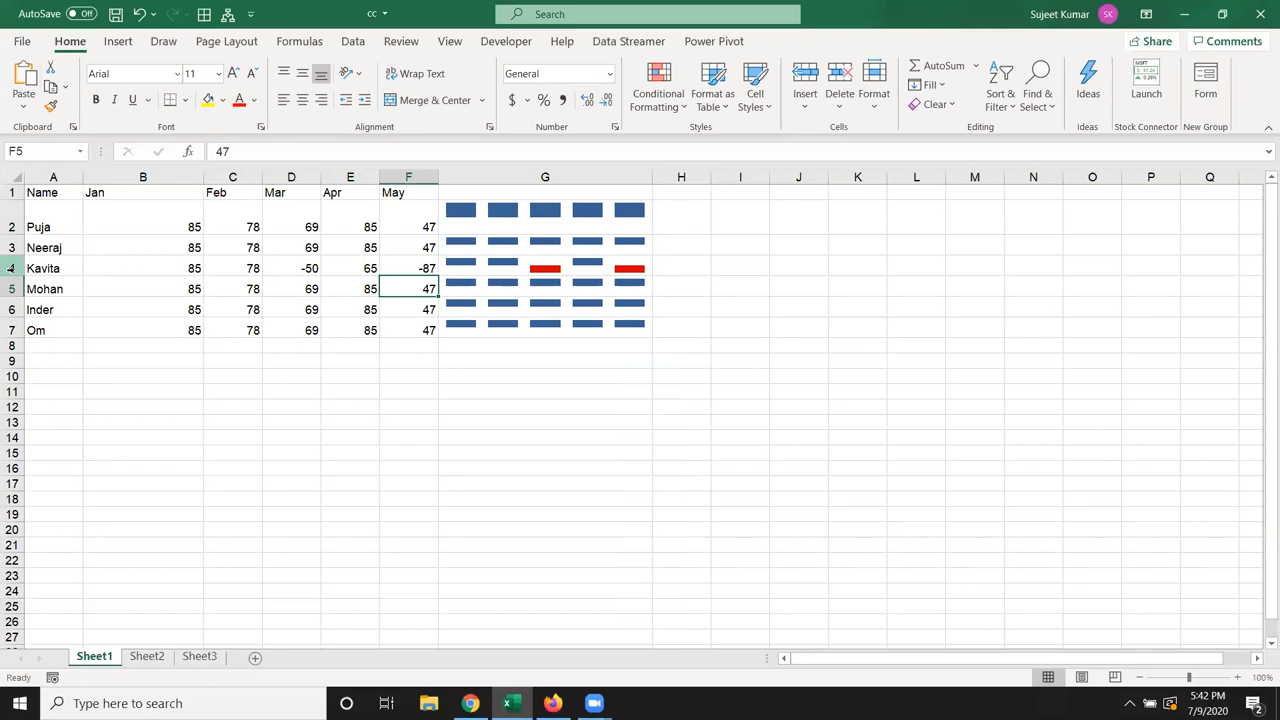 AutoSave Off cc Search Sujeet Kumar SK
File Home Insert Draw Page Layout Formulas Data Review View Developer Help Data Streamer Power Pivot Share Comments
Paste Arial 11 Wrap Text General Conditional Formatting Format as Table Cell Styles Insert Delete Format AutoSum Fill Clear Sort & Filter Find & Select Ideas Launch Form
B I U Merge & Center $ % 
Clipboard Font Alignment Number Styles Cells Editing Ideas Stock Connector New Group
F5 fx 47
A B C D E F G H I J K L M N O P Q
1 Name Jan Feb Mar Apr May
2 Puja 85 78 69 85 47
3 Neeraj 85 78 69 85 47
4 Kavita 85 78 -50 65 -87
5 Mohan 85 78 69 85 47
6 Inder 85 78 69 85 47
7 Om 85 78 69 85 47
8
9
10
11
12
13
14
15
16
17
18
19
20
21
22
23
24
25
26
27
Sheet1 Sheet2 Sheet3
Ready 100%
Type here to search 5:42 PM
7/9/2020 2